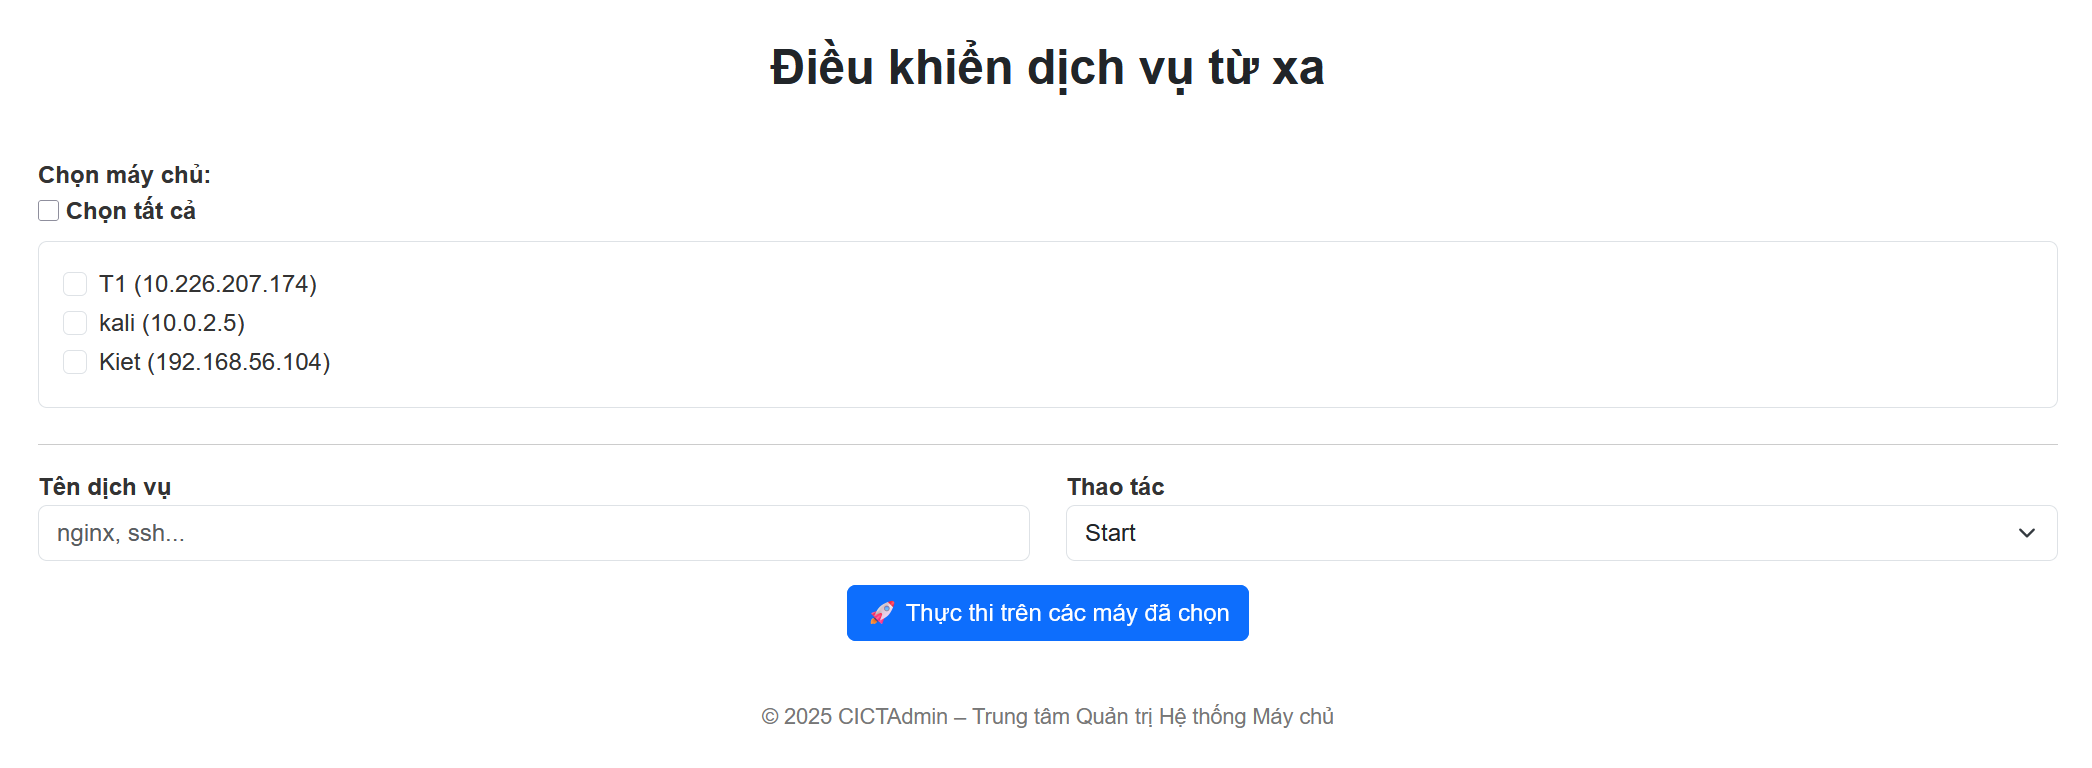 Điều khiển dịch vụ từ xa
Chọn máy chủ:
Chọn tất cả
T1 (10.226.207.174)
kali (10.0.2.5)
Kiet (192.168.56.104)
Tên dịch vụ
nginx, ssh...
Thao tác
Start
🚀 Thực thi trên các máy đã chọn
© 2025 CICTAdmin – Trung tâm Quản trị Hệ thống Máy chủ